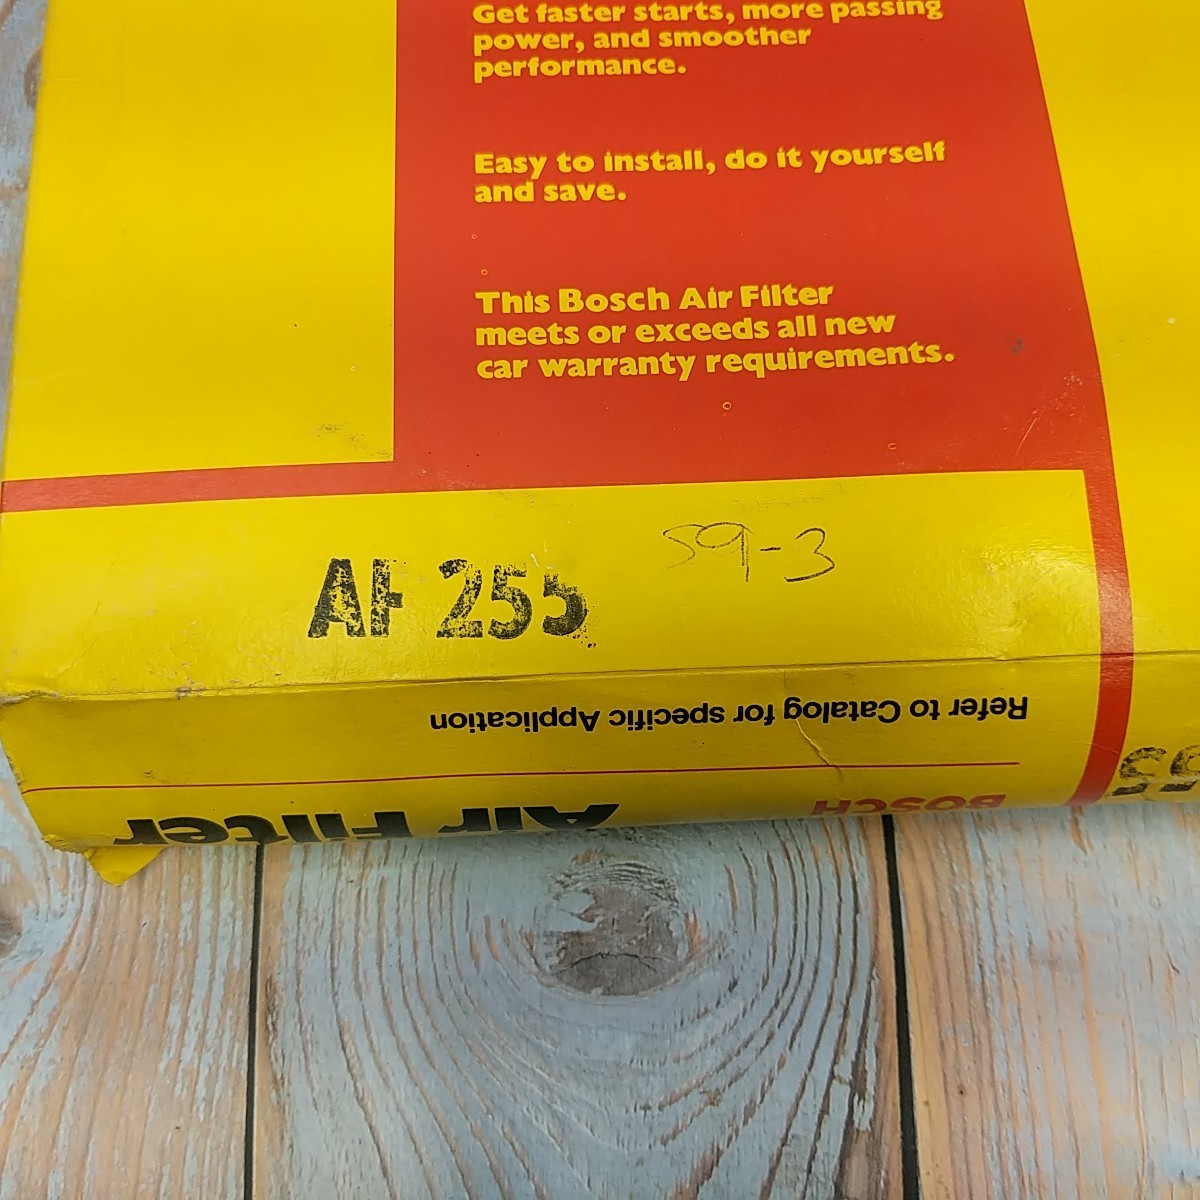 Get faster starts, more passing
power, and smoother
performance.
Easy to install, do it yourself
and save.
This Bosch Air Filter
meets or exceeds all new
car warranty requirements.
AF 255
59-3
Refer to Catalog for specific Application
BOSCH
Air Filter